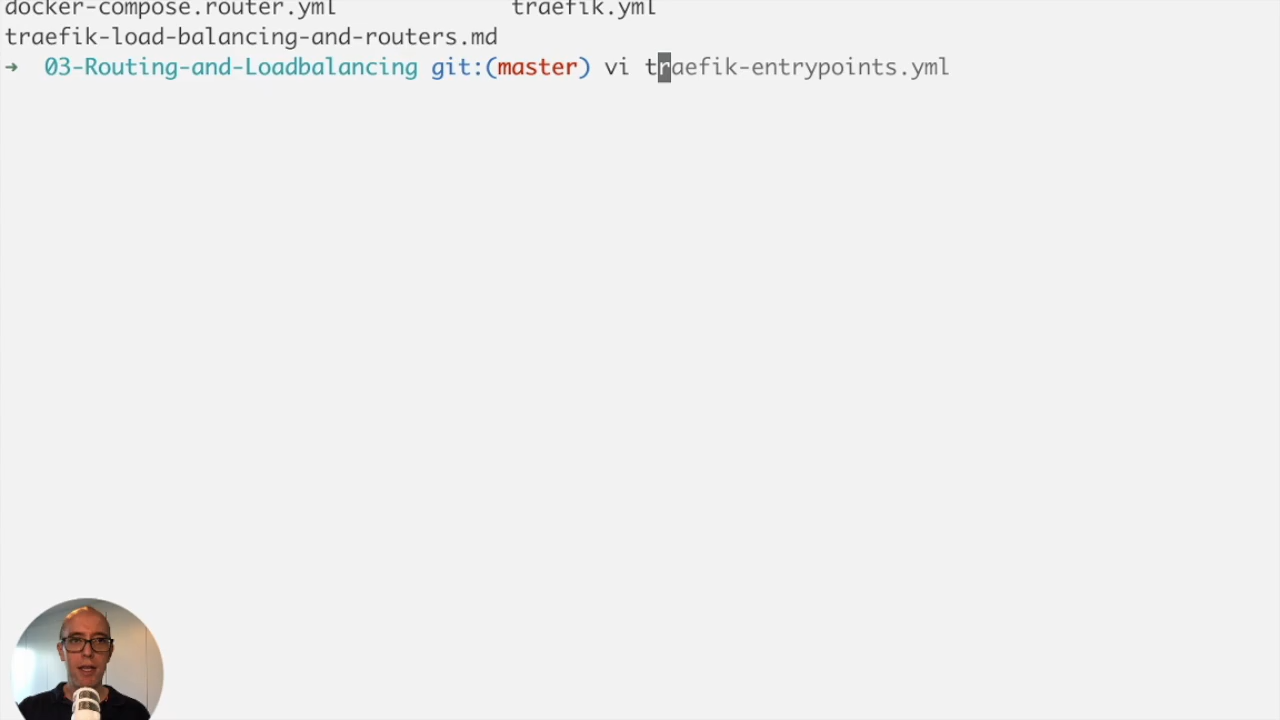 docker-compose.router.yml traefik.yml
traefik-load-balancing-and-routers.md
→ 03-Routing-and-Loadbalancing git:(master) vi traefik-entrypoints.yml